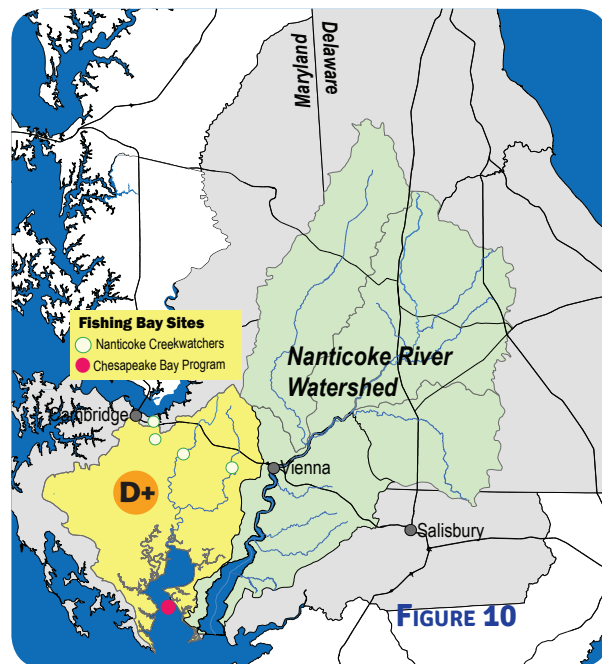 Maryland
Delaware
Fishing Bay Sites
Nanticoke Creekwatchers
Chesapeake Bay Program
Nanticoke River
Watershed
Cambridge
Vienna
D+
Salisbury
FIGURE 10